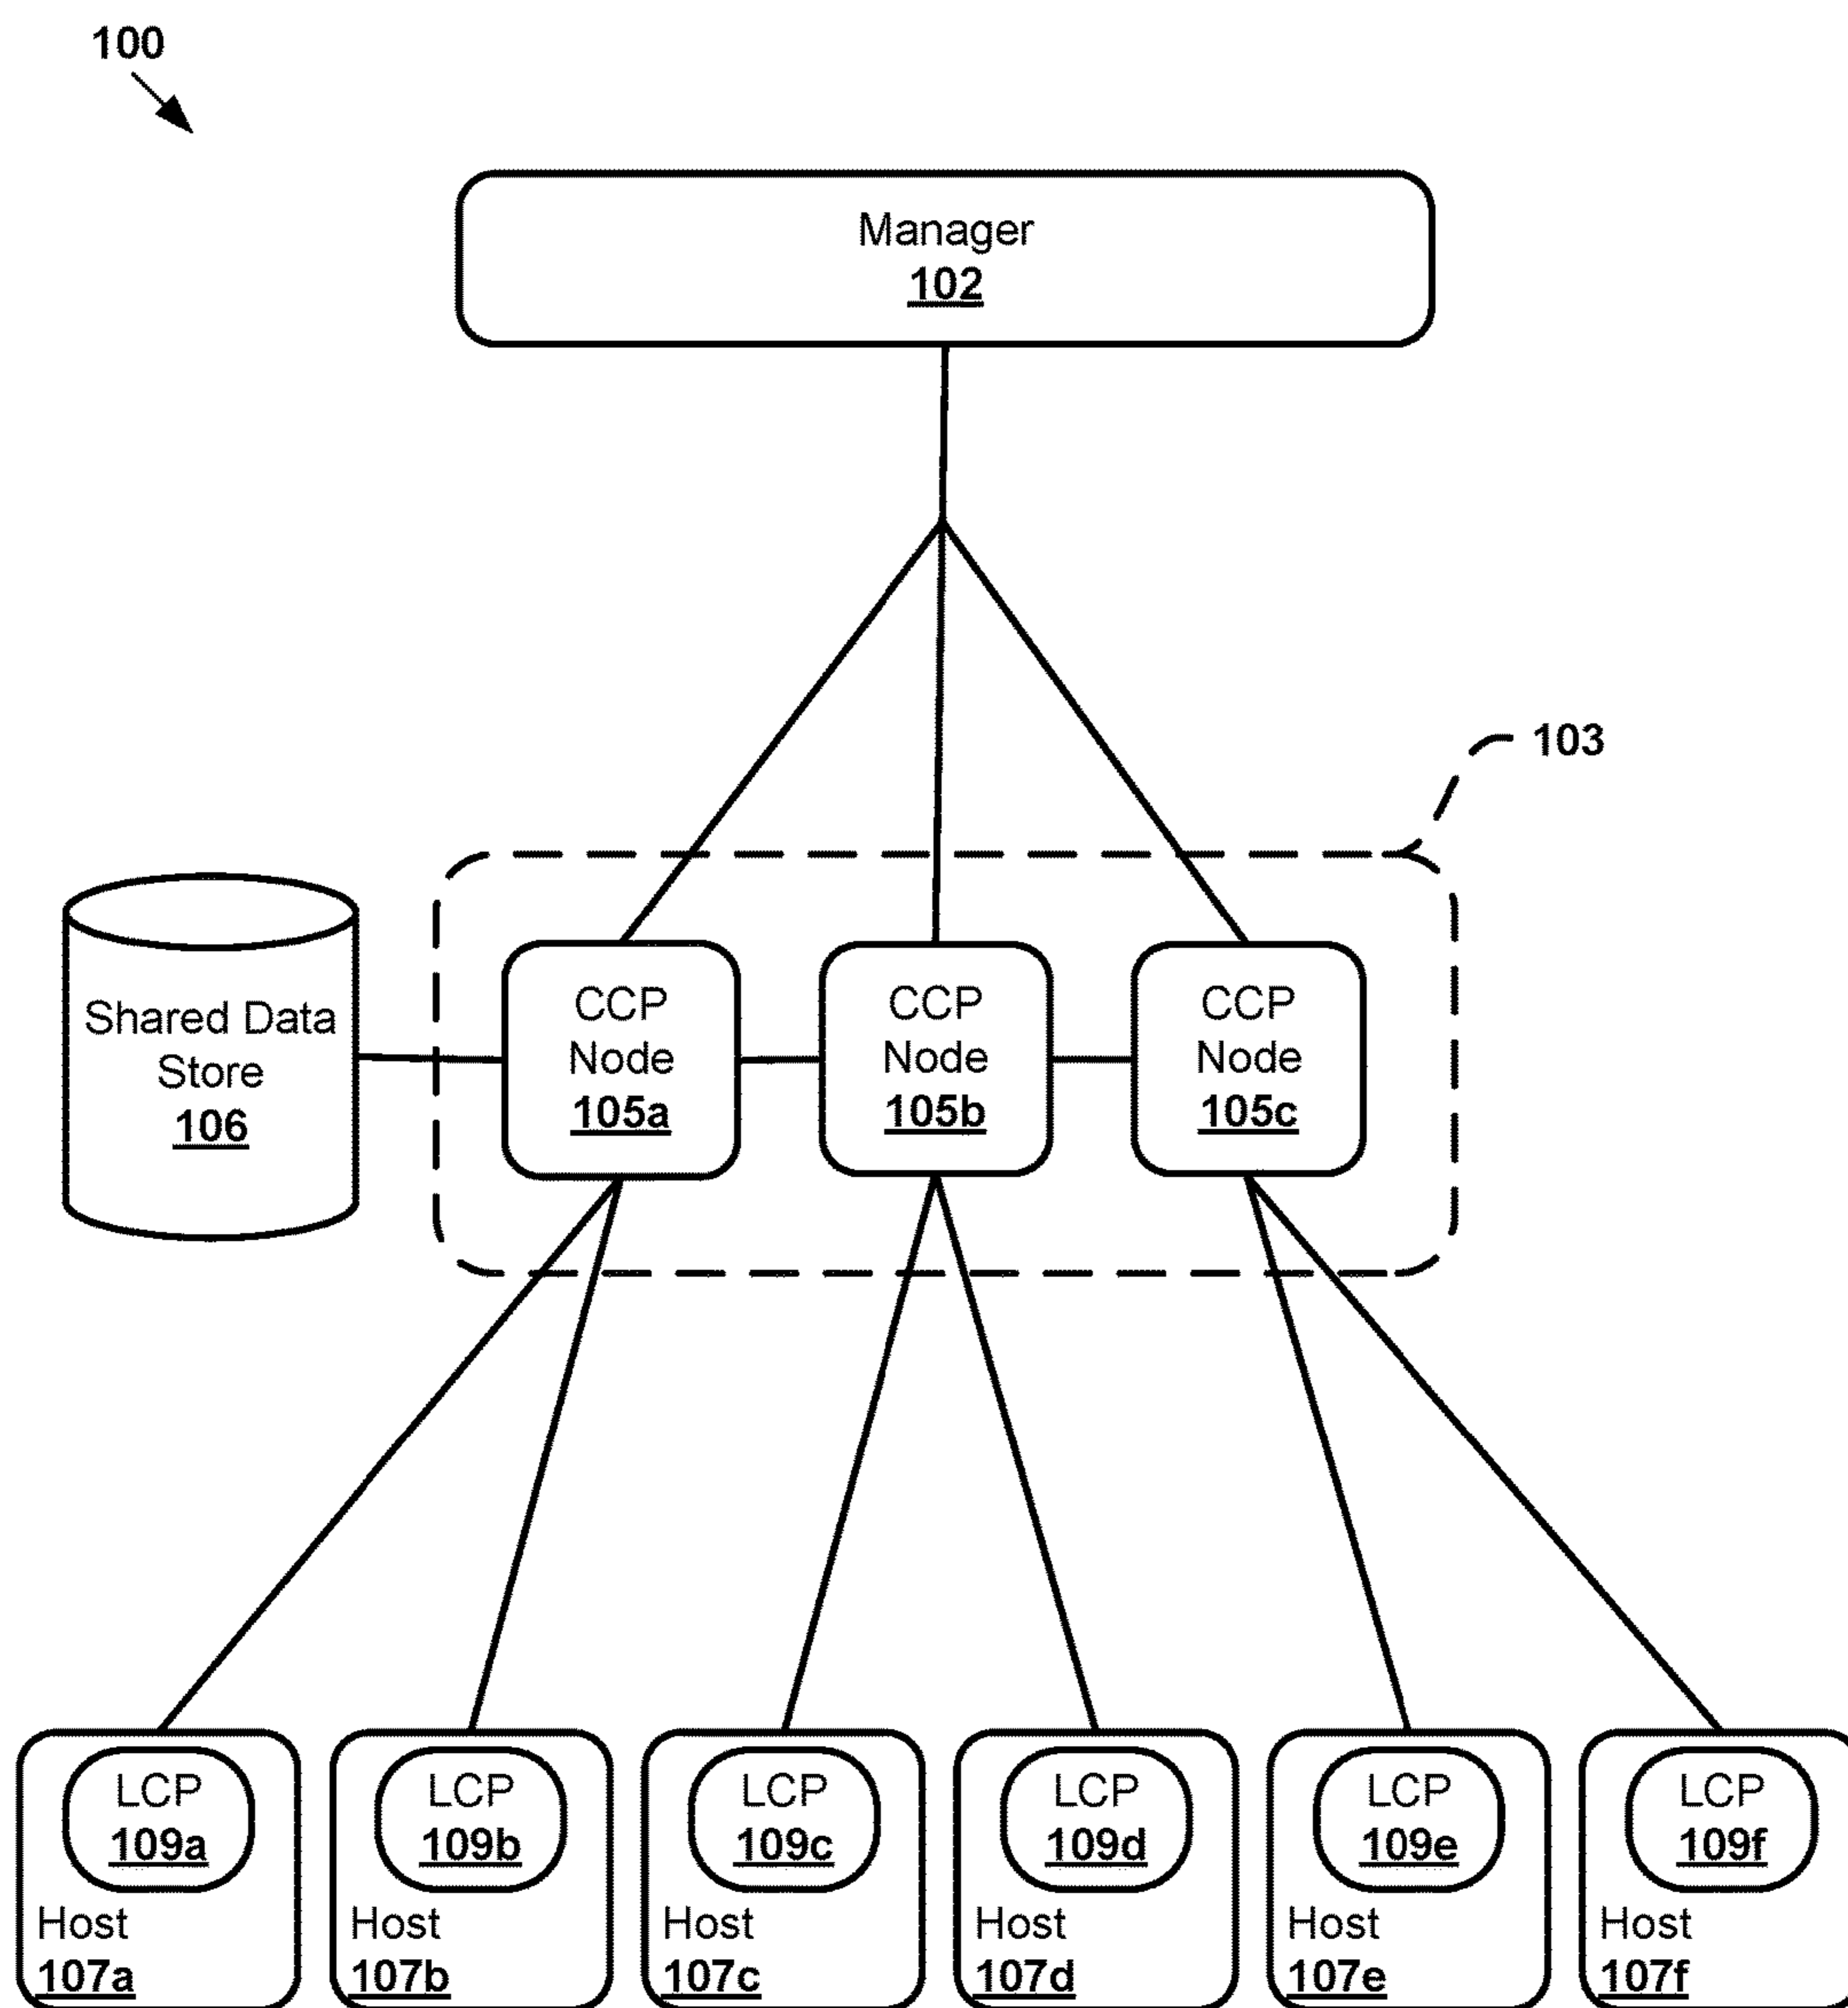 100
Manager
102
103
Shared Data
Store
106
CCP
Node
105a
CCP
Node
105b
CCP
Node
105c
LCP
109a
Host
107a
LCP
109b
Host
107b
LCP
109c
Host
107c
LCP
109d
Host
107d
LCP
109e
Host
107e
LCP
109f
Host
107f